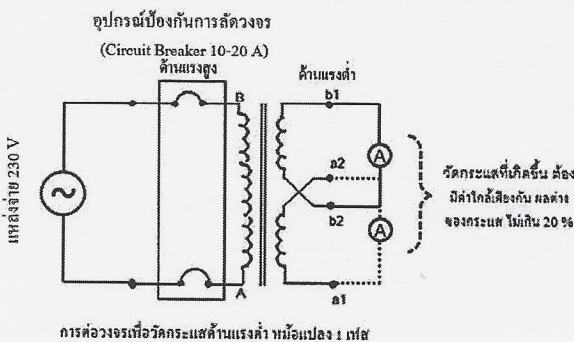 อุปกรณ์ป้องกันการลัดวงจร
(Circuit Breaker 10-20 A)
ด้านแรงสูง
ด้านแรงต่ำ
B
b1
A
a2
b2
A
A
a1
แหล่งจ่าย 230 V
วัดกระแสที่เกิดขึ้น ต้อง
มีค่าใกล้เคียงกัน ผลต่าง
ของกระแส ไม่เกิน 20 %
การต่อวงจรเพื่อวัดกระแสด้านแรงต่ำ หม้อแปลง 1 เฟส